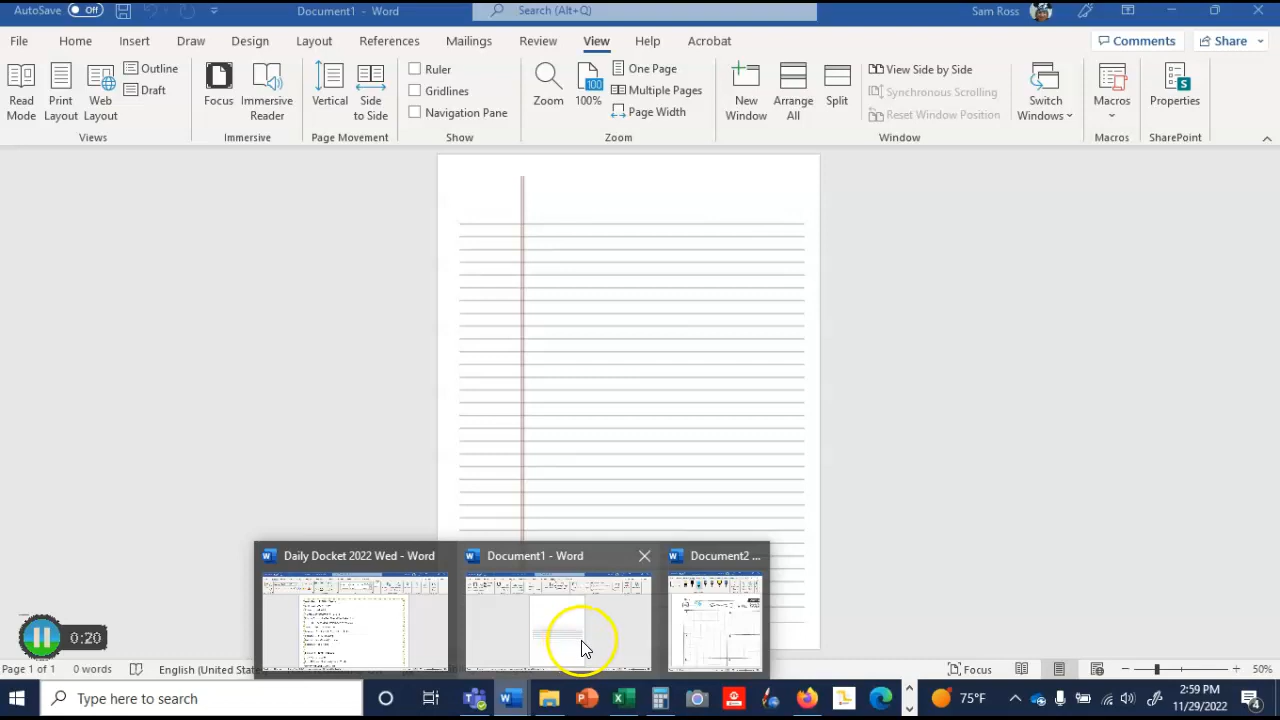 AutoSave Off Document1 - Word Search (Alt+Q) Sam Ross
File Home Insert Draw Design Layout References Mailings Review View Help Acrobat Comments Share
Read Mode
Print Layout
Web Layout
Outline
Draft
Views
Focus
Immersive Reader
Immersive
Vertical
Side to Side
Page Movement
Ruler
Gridlines
Navigation Pane
Show
Zoom
100
100%
One Page
Multiple Pages
Page Width
Zoom
New Window
Arrange All
Split
View Side by Side
Synchronous Scrolling
Reset Window Position
Switch Windows
Window
Macros
Macros
Properties
SharePoint
Daily Docket 2022 Wed - Word Document1 - Word Document2 ...
0:20
Page 1 of 1 0 words English (United States) Focus 50%
Type here to search 75°F 2:59 PM
11/29/2022 4